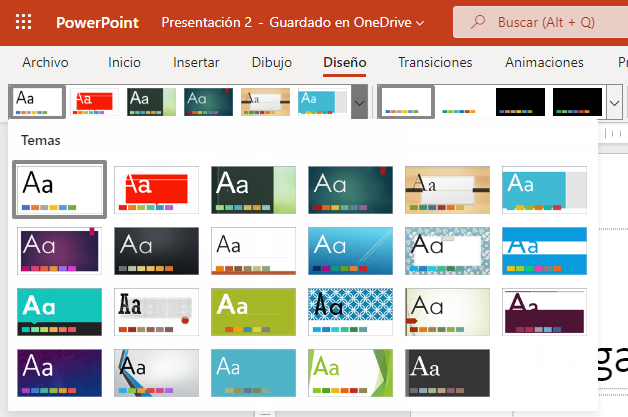 PowerPoint Presentación 2 - Guardado en OneDrive Buscar (Alt + Q)
Archivo Inicio Insertar Dibujo Diseño Transiciones Animaciones
Aa Aa Aa Aa Aa Aa
Temas
Aa Aa Aa Aa Aa Aa
Aa Aa Aa Aa Aa Aa
Aa Aa Aa Aa Aa Aa
Aa Aa Aa Aa Aa